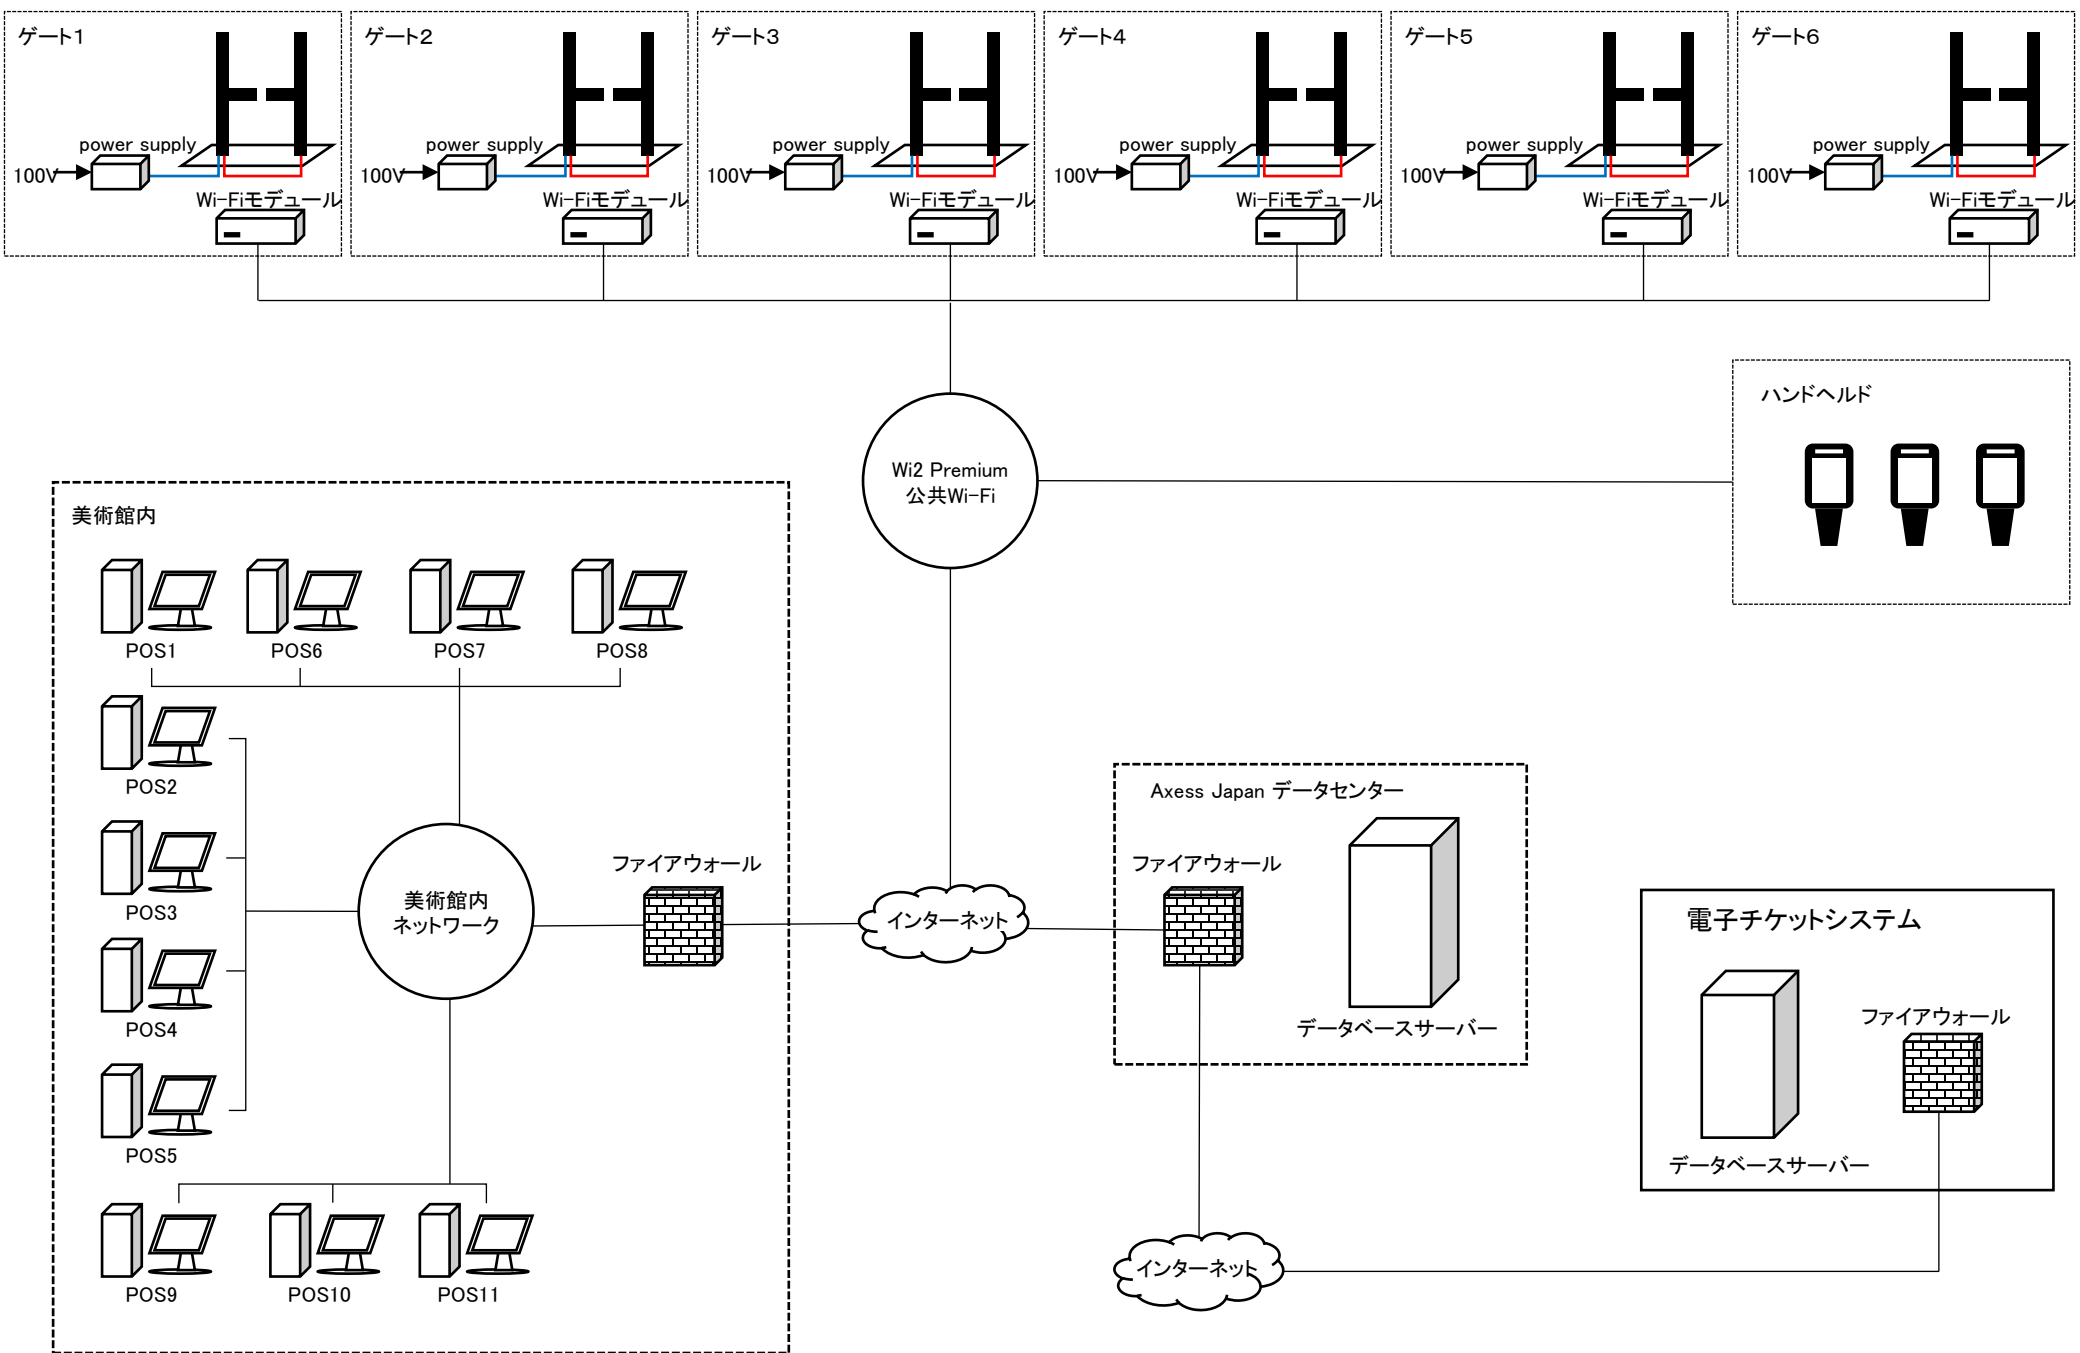 ゲート1
power supply
100V
Wi-Fiモデュール
ゲート2
power supply
100V
Wi-Fiモデュール
ゲート3
power supply
100V
Wi-Fiモデュール
ゲート4
power supply
100V
Wi-Fiモデュール
ゲート5
power supply
100V
Wi-Fiモデュール
ゲート6
power supply
100V
Wi-Fiモデュール
ハンドヘルド
Wi2 Premium
公共Wi-Fi
美術館内
POS1
POS6
POS7
POS8
POS2
POS3
POS4
POS5
美術館内
ネットワーク
ファイアウォール
POS9
POS10
POS11
インターネット
Axess Japan データセンター
ファイアウォール
データベースサーバー
電子チケットシステム
ファイアウォール
データベースサーバー
インターネット